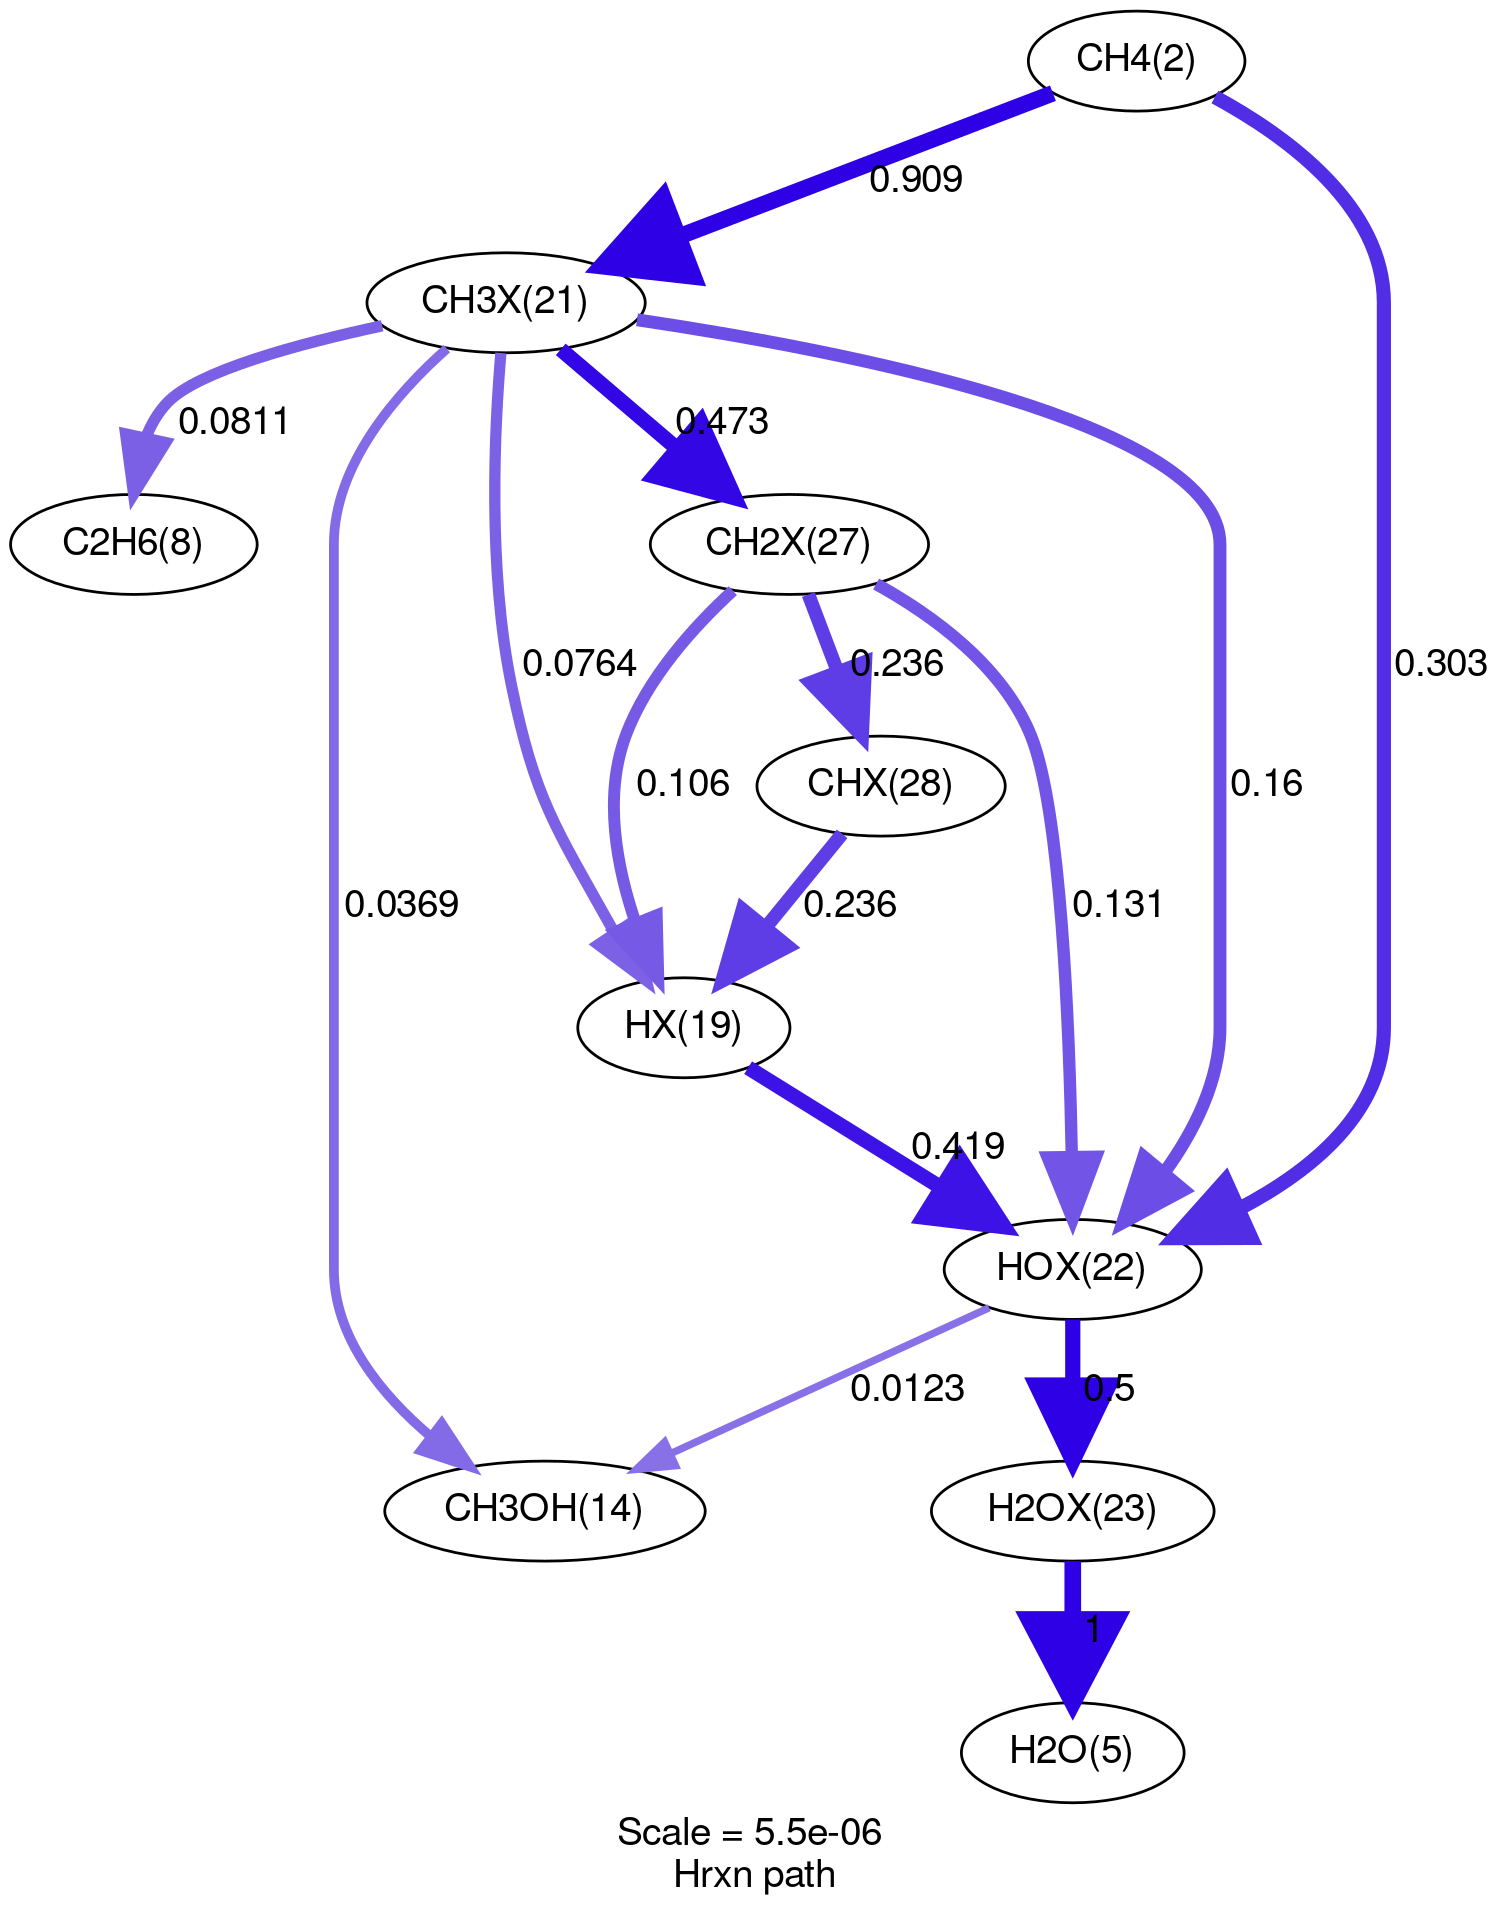 CH4(2)
0.909
CH3X(21)
0.0811
0.473
C2H6(8)
CH2X(27)
0.0764
0.236
0.303
0.106
CHX(28)
0.16
0.0369
0.236
0.131
HX(19)
0.419
HOX(22)
0.0123
0.5
CH3OH(14)
H2OX(23)
1
H2O(5)
Scale = 5.5e-06
Hrxn path